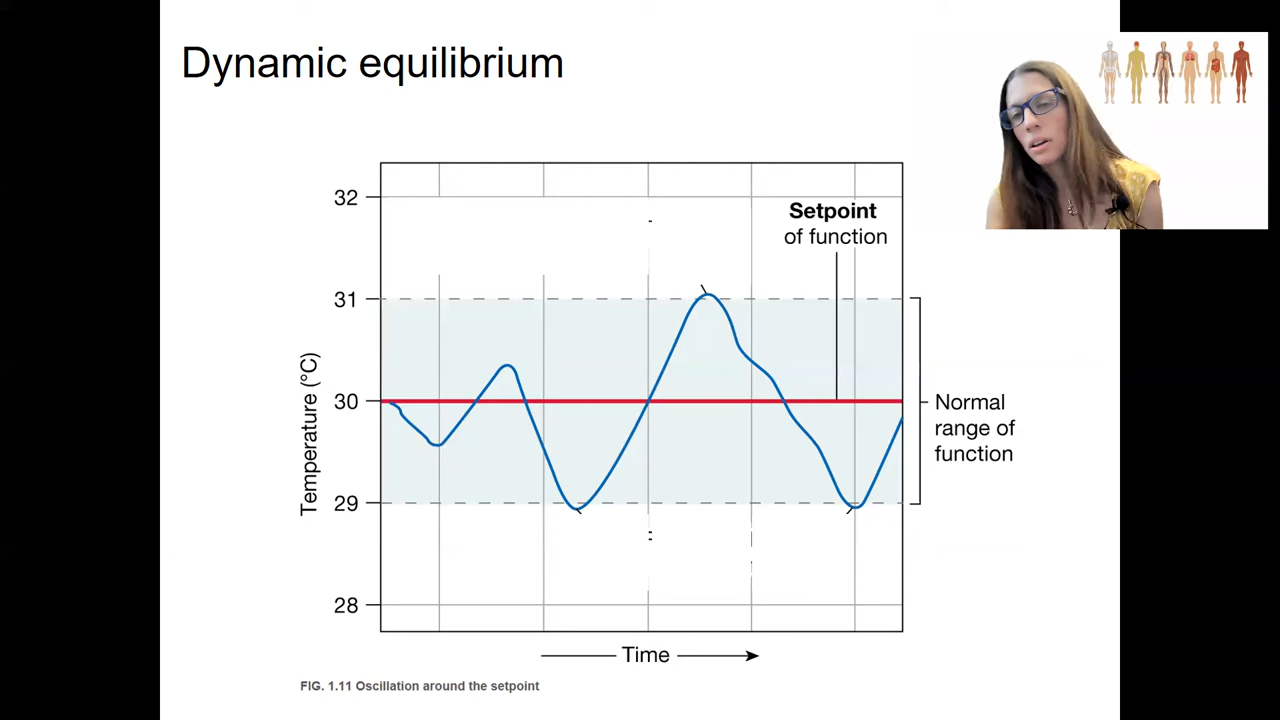 Dynamic equilibrium
32
31
30
29
28
Temperature (°C)
Setpoint
of function
Normal
range of
function
Time
FIG. 1.11 Oscillation around the setpoint